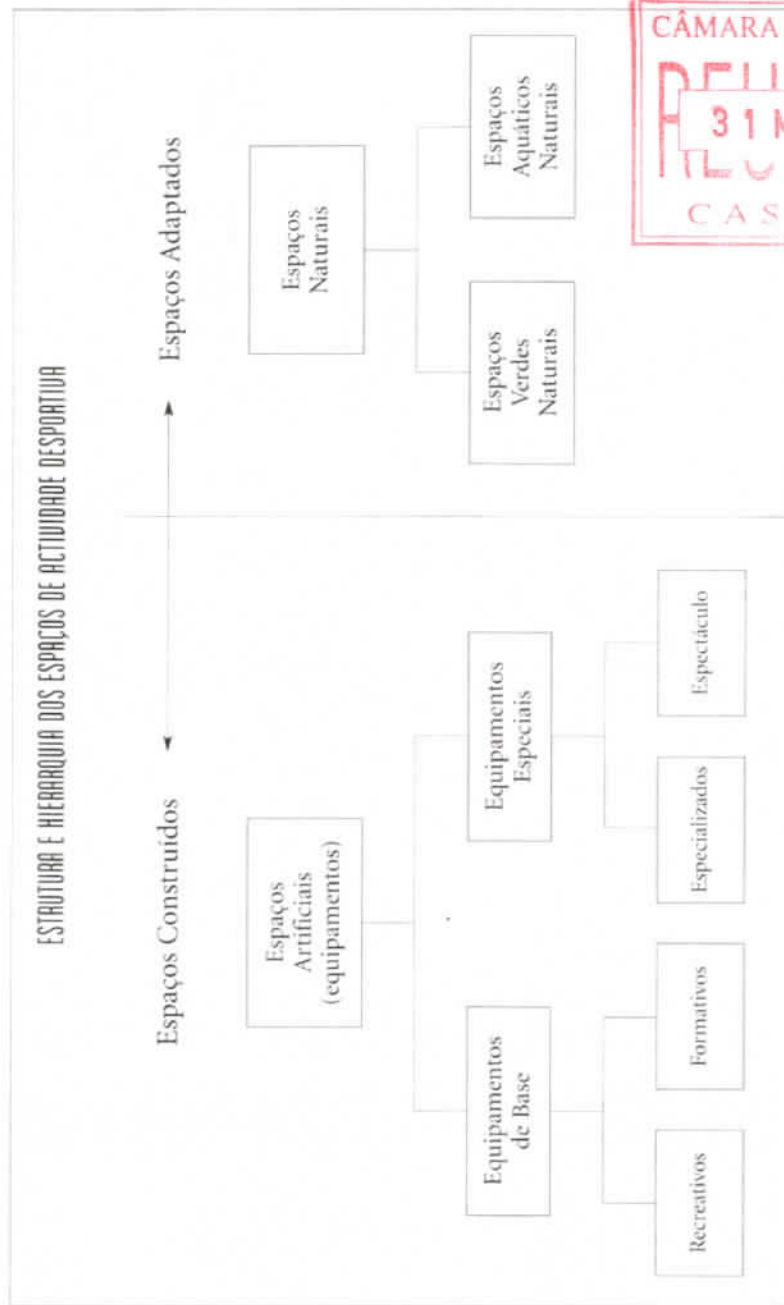 ESTRUTURA E HIERARQUIA DOS ESPAÇOS DE ACTIVIDADE DESPORTIVA
Espaços Construídos
Espaços Adaptados
Espaços
Artificiais
(equipamentos)
Espaços
Naturais
Equipamentos
de Base
Equipamentos
Especiais
Espaços
Verdes
Naturais
Espaços
Aquáticos
Naturais
Recreativos
Formativos
Especializados
Espectáculo
CÂMARA
31 M
CAS